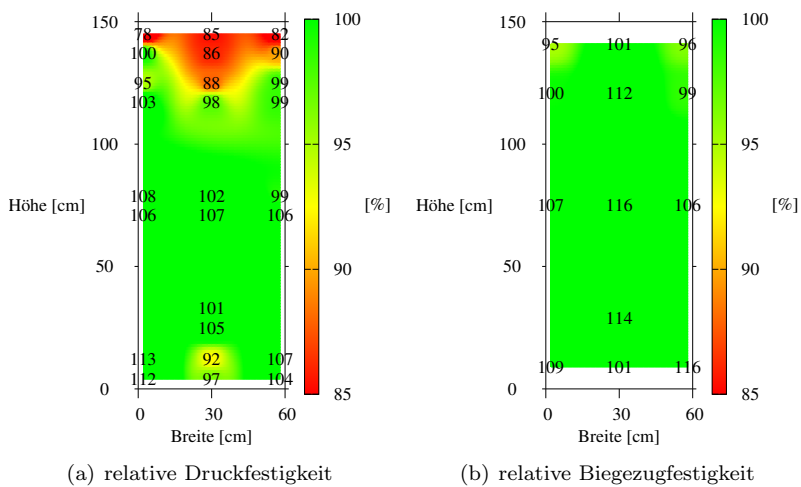 150
100
50
0
Höhe [cm]
0 30 60
Breite [cm]
78 85 82
100 86 90
95 88 99
103 98 99
108 102 99
106 107 106
101
105
113 92 107
112 97 104
100
95
90
85
[%]
(a) relative Druckfestigkeit
150
100
50
0
Höhe [cm]
0 30 60
Breite [cm]
95 101 96
100 112 99
107 116 106
114
109 101 116
100
95
90
85
[%]
(b) relative Biegezugfestigkeit